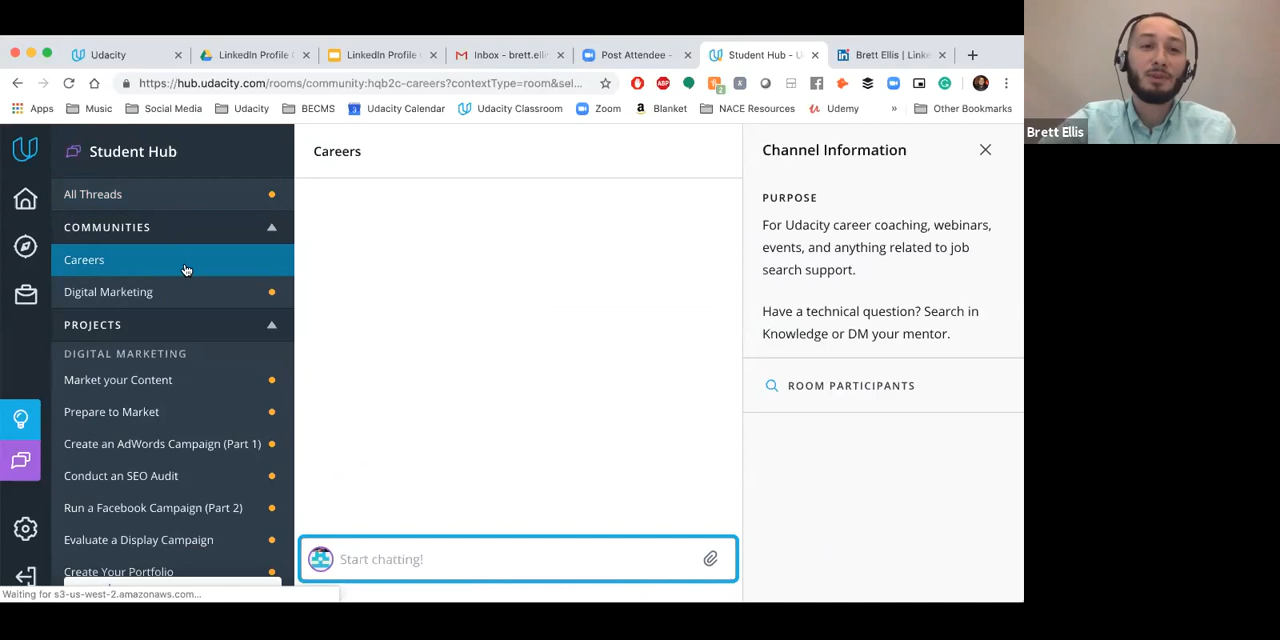 Udacity
LinkedIn Profile
LinkedIn Profile
Inbox - brett.elli
Post Attendee -
Student Hub - U
Brett Ellis | Linke
https://hub.udacity.com/rooms/community:hqb2c-careers?contextType=room&sel...
ABP
2
K
Apps
Music
Social Media
Udacity
BECMS
Udacity Calendar
Udacity Classroom
Zoom
Blanket
NACE Resources
Udemy
»
Other Bookmarks
Brett Ellis
Student Hub
Careers
Channel Information
All Threads
PURPOSE
COMMUNITIES
For Udacity career coaching, webinars,
events, and anything related to job
search support.
Careers
Digital Marketing
Have a technical question? Search in
Knowledge or DM your mentor.
PROJECTS
DIGITAL MARKETING
Market your Content
ROOM PARTICIPANTS
Prepare to Market
Create an AdWords Campaign (Part 1)
Conduct an SEO Audit
Run a Facebook Campaign (Part 2)
Evaluate a Display Campaign
Start chatting!
Create Your Portfolio
Waiting for s3-us-west-2.amazonaws.com...